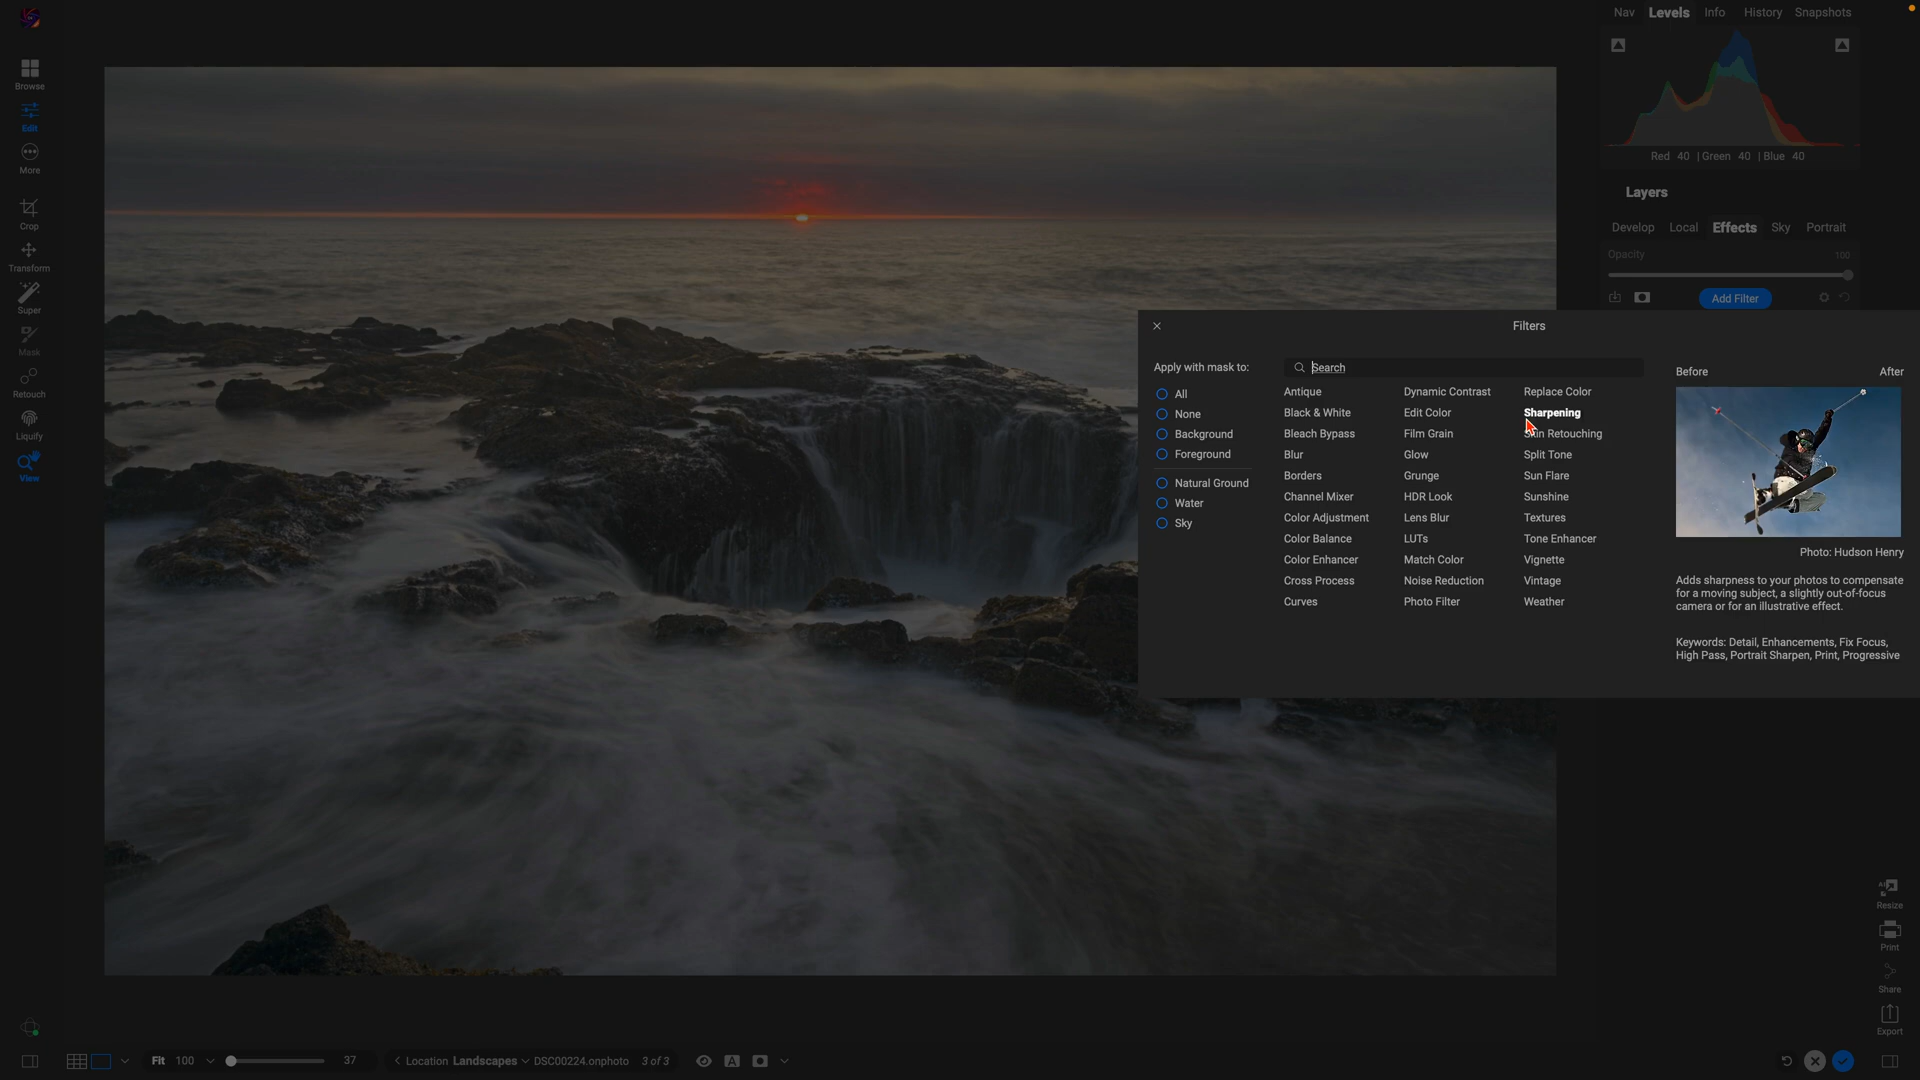 Nav Levels Info History Snapshots
Browse
Edit
More
Crop
Transform
Super
Mask
Retouch
Liquify
View
Red 40 | Green 40 | Blue 40
Layers
Develop Local Effects Sky Portrait
Opacity 100
Add Filter
Filters
Apply with mask to:
All
None
Background
Foreground
Natural Ground
Water
Sky
Search
Antique
Black & White
Bleach Bypass
Blur
Borders
Channel Mixer
Color Adjustment
Color Balance
Color Enhancer
Cross Process
Curves
Dynamic Contrast
Edit Color
Film Grain
Glow
Grunge
HDR Look
Lens Blur
LUTs
Match Color
Noise Reduction
Photo Filter
Replace Color
Sharpening
Skin Retouching
Split Tone
Sun Flare
Sunshine
Textures
Tone Enhancer
Vignette
Vintage
Weather
Before After
Photo: Hudson Henry
Adds sharpness to your photos to compensate
for a moving subject, a slightly out-of-focus
camera or for an illustrative effect.
Keywords: Detail, Enhancements, Fix Focus,
High Pass, Portrait Sharpen, Print, Progressive
Resize
Print
Share
Export
Fit 100 37 Location Landscapes DSC00224.onphoto 3 of 3 A